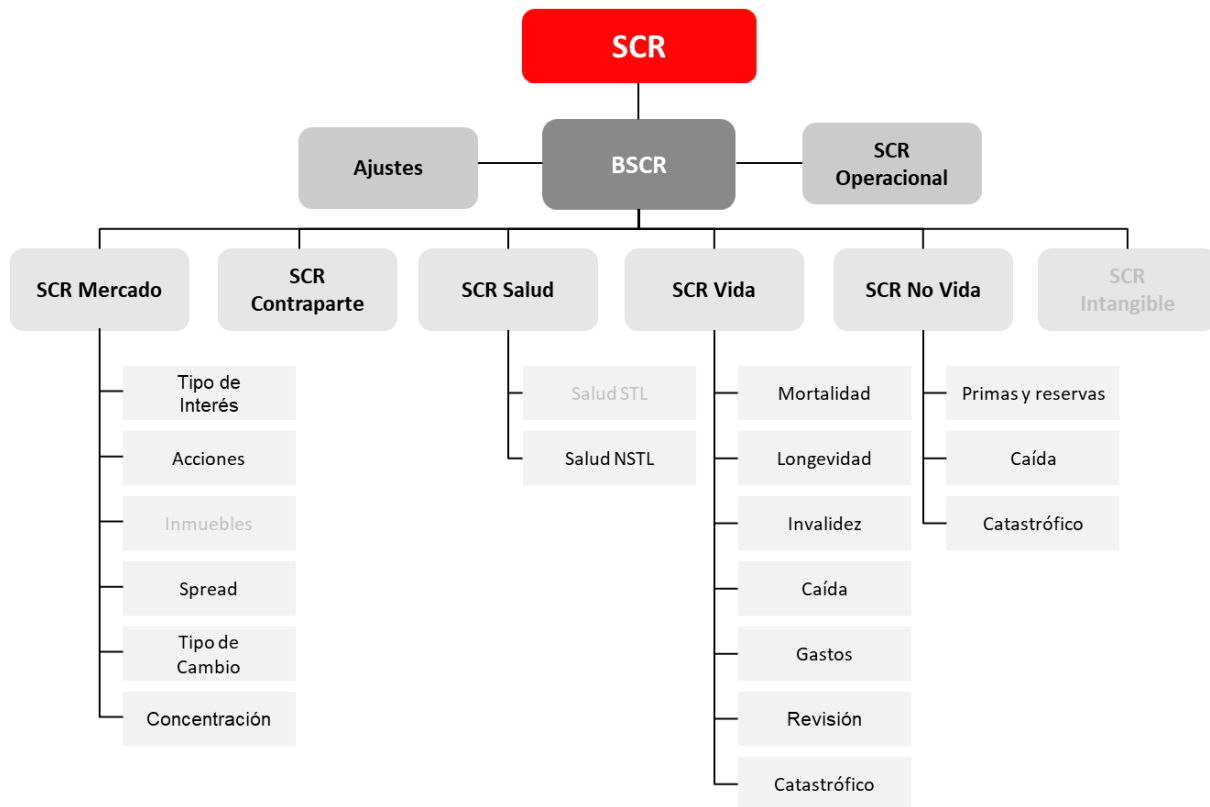 SCR
Ajustes
BSCR
SCR
Operacional
SCR Mercado
SCR
Contraparte
SCR Salud
SCR Vida
SCR No Vida
SCR
Intangible
Tipo de
Interés
Acciones
Inmuebles
Spread
Tipo de
Cambio
Concentración
Salud STL
Salud NSTL
Mortalidad
Longevidad
Invalidez
Caída
Gastos
Revisión
Catastrófico
Primas y reservas
Caída
Catastrófico